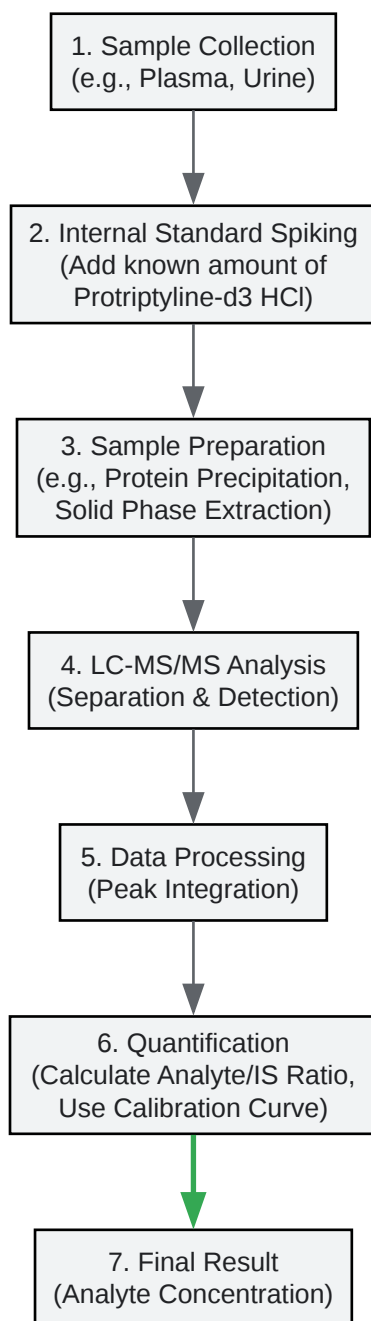 1. Sample Collection
(e.g., Plasma, Urine)
2. Internal Standard Spiking
(Add known amount of
Protriptyline-d3 HCl)
3. Sample Preparation
(e.g., Protein Precipitation,
Solid Phase Extraction)
4. LC-MS/MS Analysis
(Separation & Detection)
5. Data Processing
(Peak Integration)
6. Quantification
(Calculate Analyte/IS Ratio,
Use Calibration Curve)
7. Final Result
(Analyte Concentration)